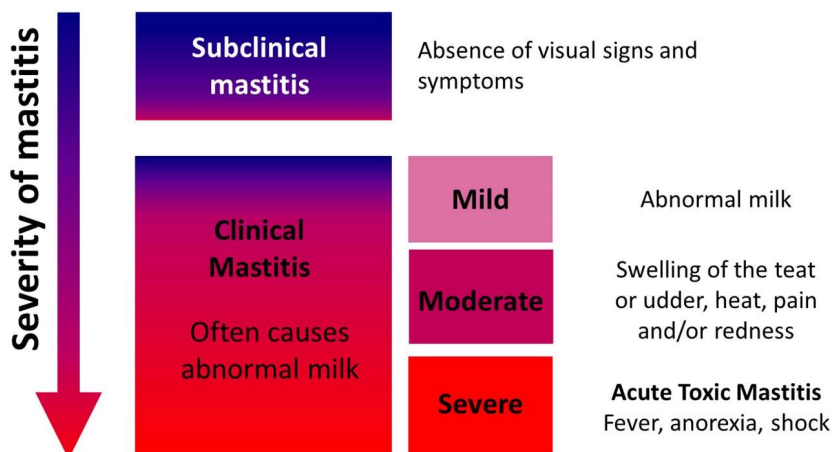 Severity of mastitis
Subclinical
mastitis
Absence of visual signs and
symptoms
Clinical
Mastitis
Often causes
abnormal milk
Mild
Abnormal milk
Moderate
Swelling of the teat
or udder, heat, pain
and/or redness
Severe
Acute Toxic Mastitis
Fever, anorexia, shock